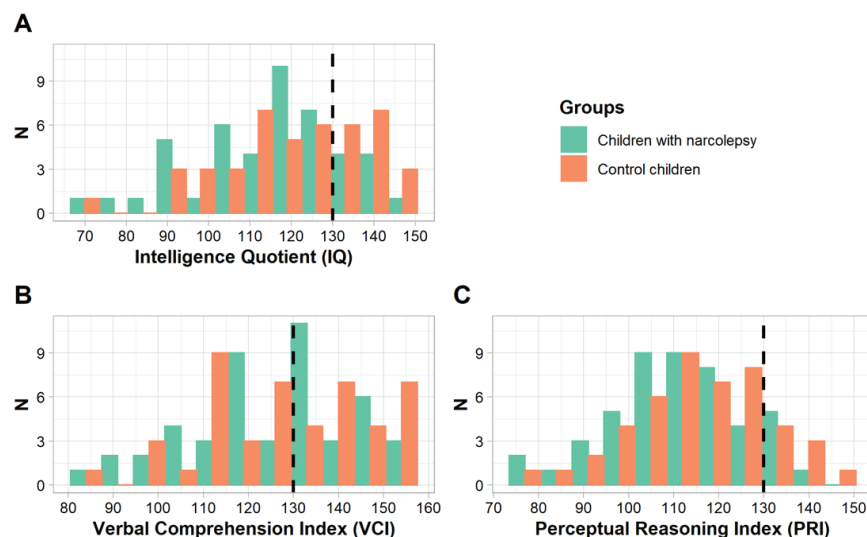 A
9
6
3
0
N
70 80 90 100 110 120 130 140 150
Intelligence Quotient (IQ)
Groups
Children with narcolepsy
Control children
B
9
6
3
0
N
80 90 100 110 120 130 140 150 160
Verbal Comprehension Index (VCI)
C
9
6
3
0
N
70 80 90 100 110 120 130 140 150
Perceptual Reasoning Index (PRI)